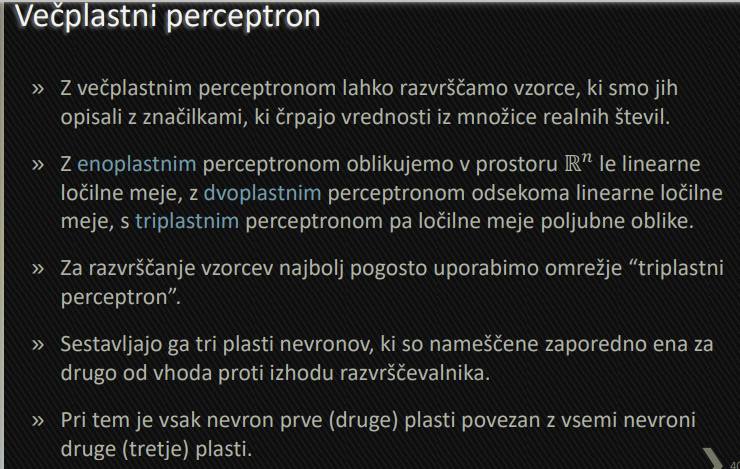 Večplastni perceptron
» Z večplastnim perceptronom lahko razvrščamo vzorce, ki smo jih
opisali z značilkami, ki črpajo vrednosti iz množice realnih števil.
» Z enoplastnim perceptronom oblikujemo v prostoru ℝⁿ le linearne
ločilne meje, z dvoplastnim perceptronom odsekoma linearne ločilne
meje, s triplastnim perceptronom pa ločilne meje poljubne oblike.
» Za razvrščanje vzorcev najbolj pogosto uporabimo omrežje “triplastni
perceptron”.
» Sestavljajo ga tri plasti nevronov, ki so nameščene zaporedno ena za
drugo od vhoda proti izhodu razvrščevalnika.
» Pri tem je vsak nevron prve (druge) plasti povezan z vsemi nevroni
druge (tretje) plasti.